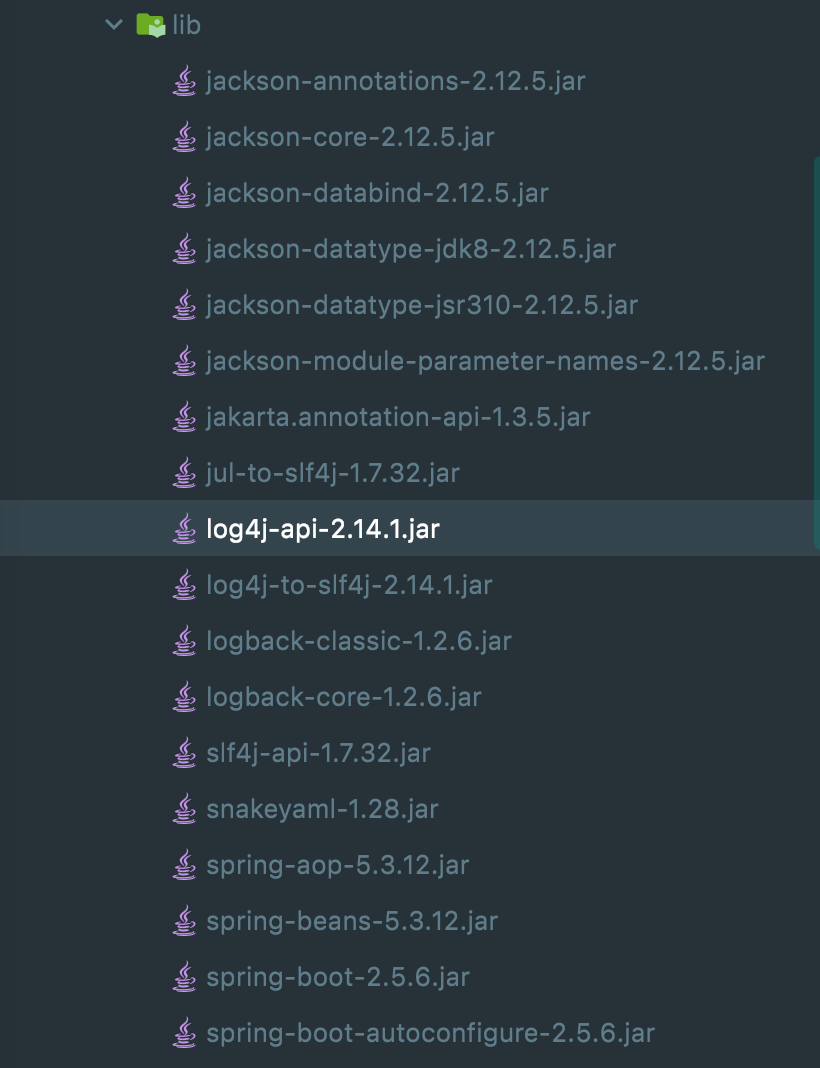 lib
jackson-annotations-2.12.5.jar
jackson-core-2.12.5.jar
jackson-databind-2.12.5.jar
jackson-datatype-jdk8-2.12.5.jar
jackson-datatype-jsr310-2.12.5.jar
jackson-module-parameter-names-2.12.5.jar
jakarta.annotation-api-1.3.5.jar
jul-to-slf4j-1.7.32.jar
log4j-api-2.14.1.jar
log4j-to-slf4j-2.14.1.jar
logback-classic-1.2.6.jar
logback-core-1.2.6.jar
slf4j-api-1.7.32.jar
snakeyaml-1.28.jar
spring-aop-5.3.12.jar
spring-beans-5.3.12.jar
spring-boot-2.5.6.jar
spring-boot-autoconfigure-2.5.6.jar